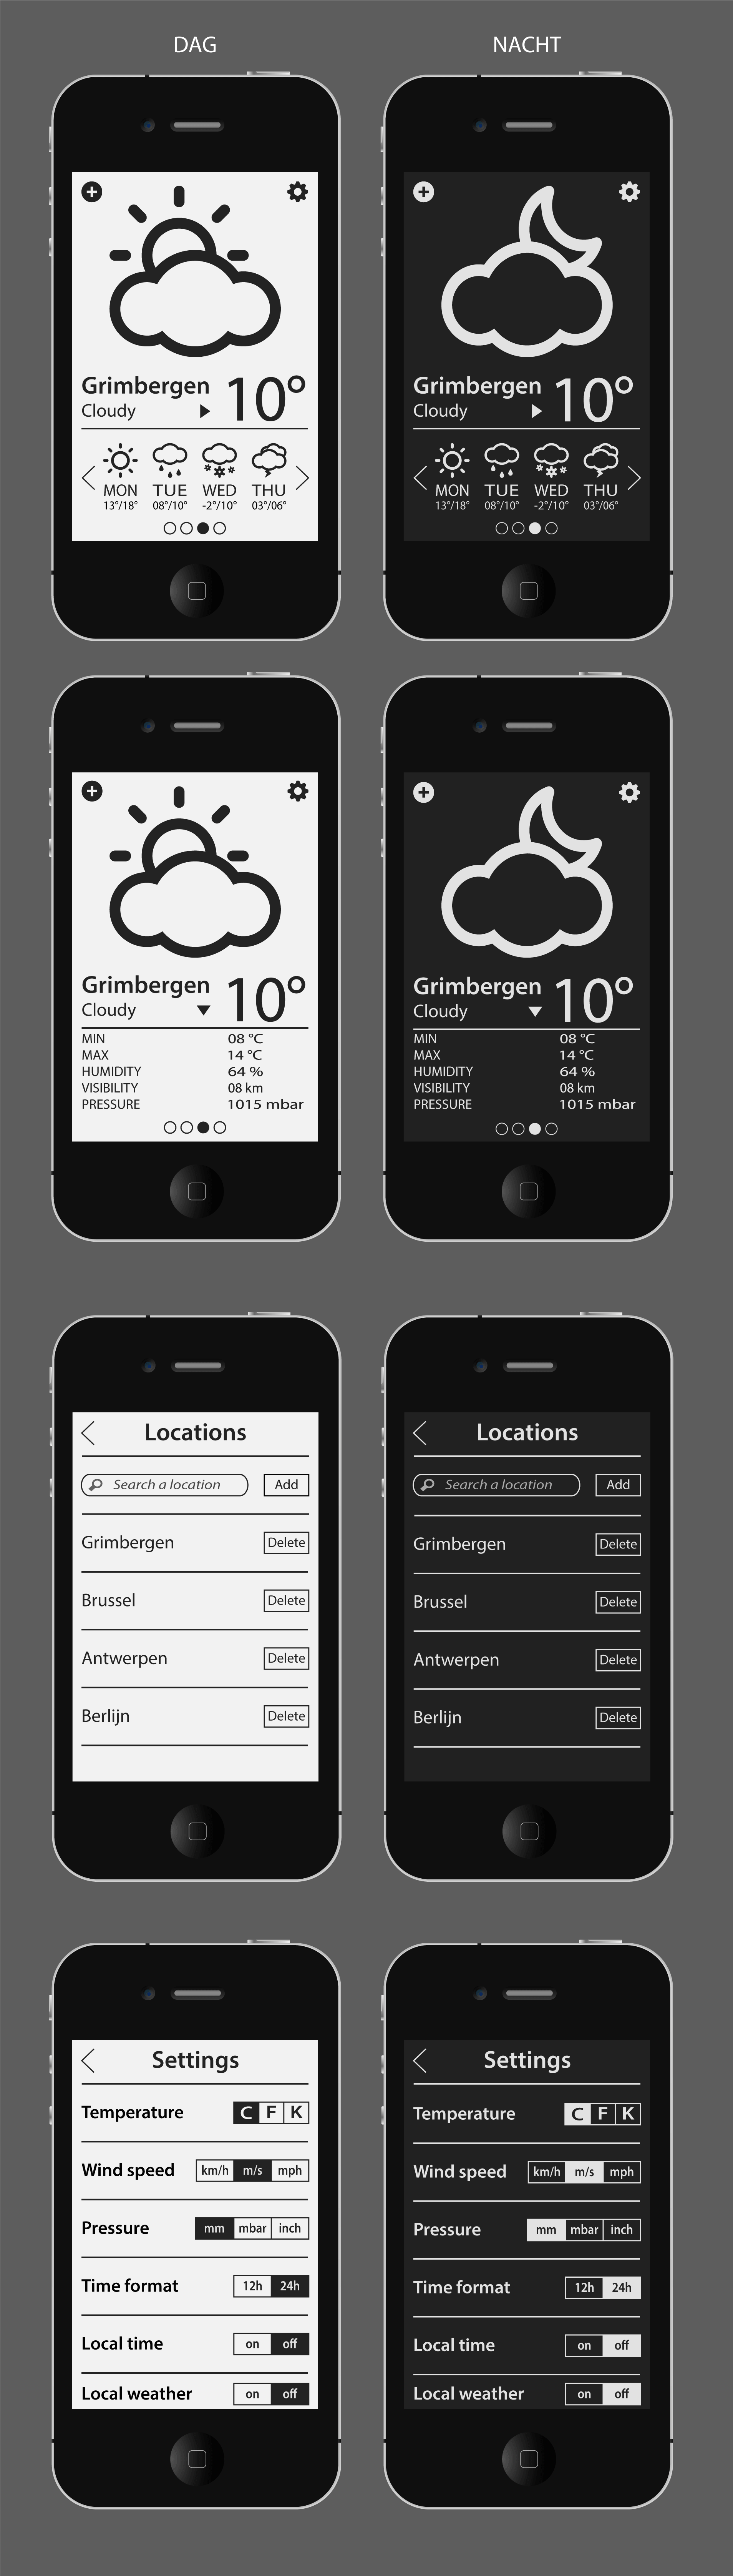 DAG
NACHT
Grimbergen 10°
Cloudy
MON TUE WED THU
13°/18° 08°/10° -2°/10° 03°/06°
Grimbergen 10°
Cloudy
MON TUE WED THU
13°/18° 08°/10° -2°/10° 03°/06°
Grimbergen 10°
Cloudy
MIN 08 °C
MAX 14 °C
HUMIDITY 64 %
VISIBILITY 08 km
PRESSURE 1015 mbar
Grimbergen 10°
Cloudy
MIN 08 °C
MAX 14 °C
HUMIDITY 64 %
VISIBILITY 08 km
PRESSURE 1015 mbar
Locations
Search a location Add
Grimbergen Delete
Brussel Delete
Antwerpen Delete
Berlijn Delete
Locations
Search a location Add
Grimbergen Delete
Brussel Delete
Antwerpen Delete
Berlijn Delete
Settings
Temperature C F K
Wind speed km/h m/s mph
Pressure mm mbar inch
Time format 12h 24h
Local time on off
Local weather on off
Settings
Temperature C F K
Wind speed km/h m/s mph
Pressure mm mbar inch
Time format 12h 24h
Local time on off
Local weather on off